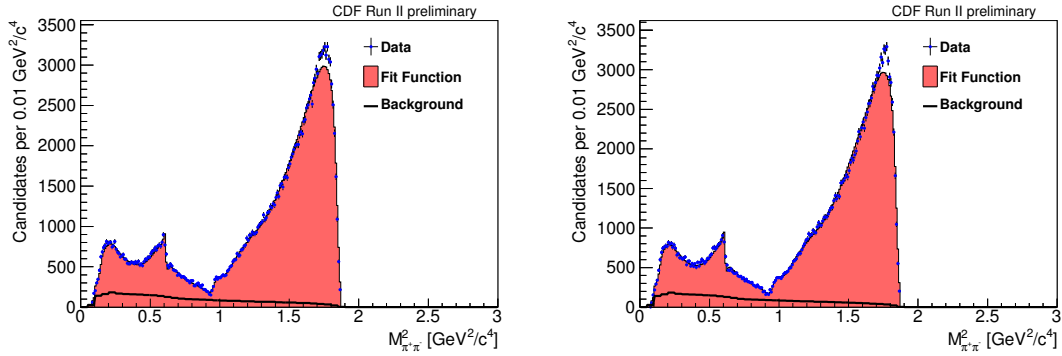 CDF Run II preliminary
Candidates per 0.01 GeV²/c⁴
3500
3000
2500
2000
1500
1000
500
0
Data
Fit Function
Background
0 0.5 1 1.5 2 2.5 3
M²π⁺π⁻ [GeV²/c⁴]
CDF Run II preliminary
Candidates per 0.01 GeV²/c⁴
3500
3000
2500
2000
1500
1000
500
0
Data
Fit Function
Background
0 0.5 1 1.5 2 2.5 3
M²π⁺π⁻ [GeV²/c⁴]